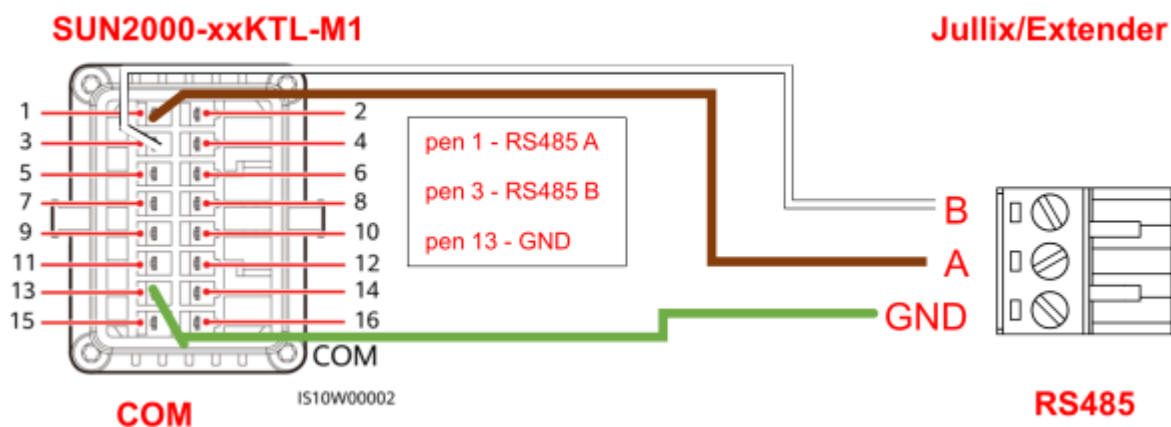 SUN2000-xxKTL-M1
Jullix/Extender
1
2
3
4
5
6
7
8
9
10
11
12
13
14
15
16
pen 1 - RS485 A
pen 3 - RS485 B
pen 13 - GND
B
A
GND
COM
IS10W00002
COM
RS485